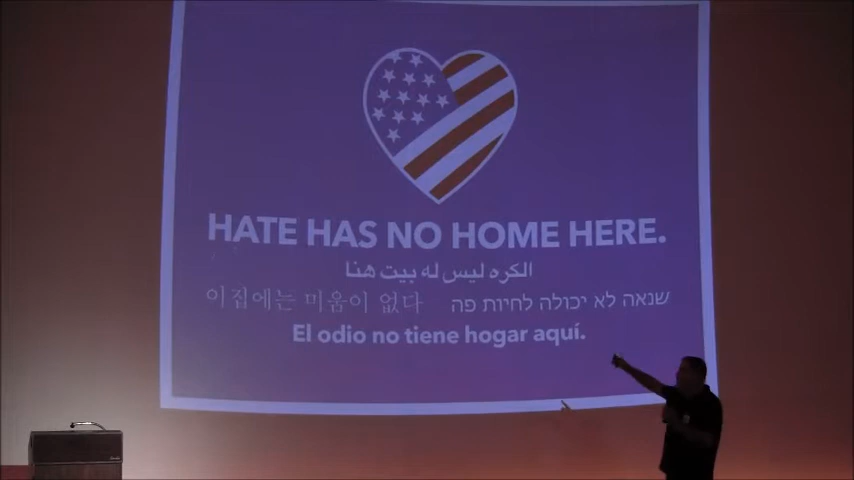 HATE HAS NO HOME HERE.
الكره ليس له بيت هنا
이 집에는 미움이 없다 שנאה לא יכולה לחיות פה
El odio no tiene hogar aquí.